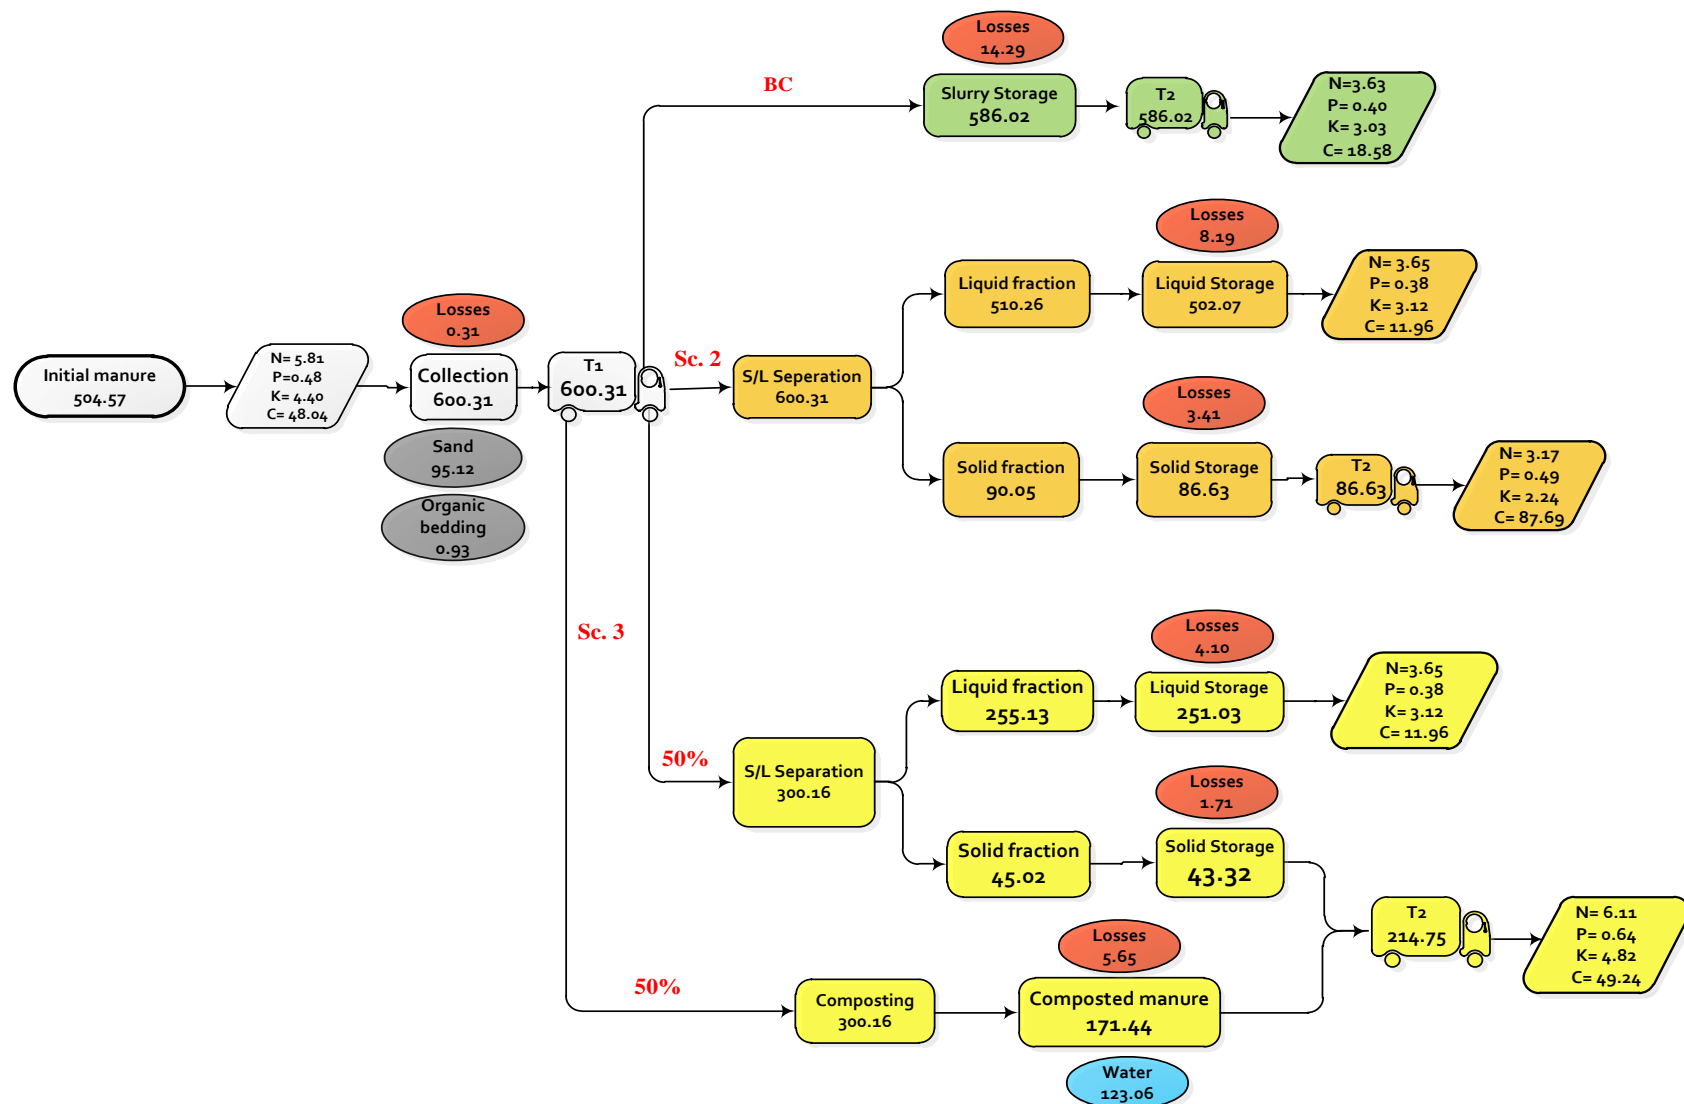 Losses
14.29
BC
Slurry Storage
586.02
T2
586.02
N=3.63
P= 0.40
K= 3.03
C= 18.58
Losses
8.19
Liquid fraction
510.26
Liquid Storage
502.07
N= 3.65
P= 0.38
K= 3.12
C= 11.96
Losses
0.31
Initial manure
504.57
N= 5.81
P=0.48
K= 4.40
C= 48.04
Collection
600.31
T1
600.31
Sc. 2
S/L Seperation
600.31
Sand
95.12
Organic
bedding
0.93
Losses
3.41
Solid fraction
90.05
Solid Storage
86.63
T2
86.63
N= 3.17
P= 0.49
K= 2.24
C= 87.69
Sc. 3
Losses
4.10
Liquid fraction
255.13
Liquid Storage
251.03
N=3.65
P= 0.38
K= 3.12
C= 11.96
50%
S/L Separation
300.16
Losses
1.71
Solid fraction
45.02
Solid Storage
43.32
T2
214.75
N= 6.11
P= 0.64
K= 4.82
C= 49.24
Losses
5.65
50%
Composting
300.16
Composted manure
171.44
Water
123.06